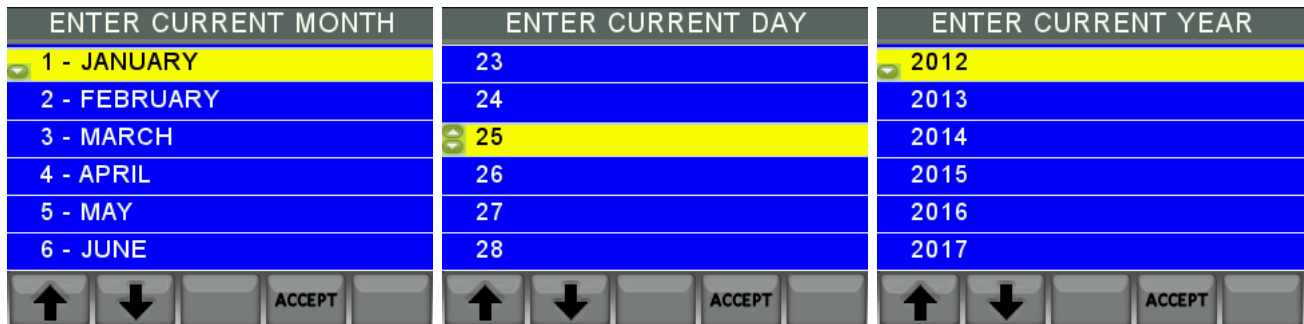 ENTER CURRENT MONTH
1 - JANUARY
2 - FEBRUARY
3 - MARCH
4 - APRIL
5 - MAY
6 - JUNE
ACCEPT
ENTER CURRENT DAY
23
24
25
26
27
28
ACCEPT
ENTER CURRENT YEAR
2012
2013
2014
2015
2016
2017
ACCEPT